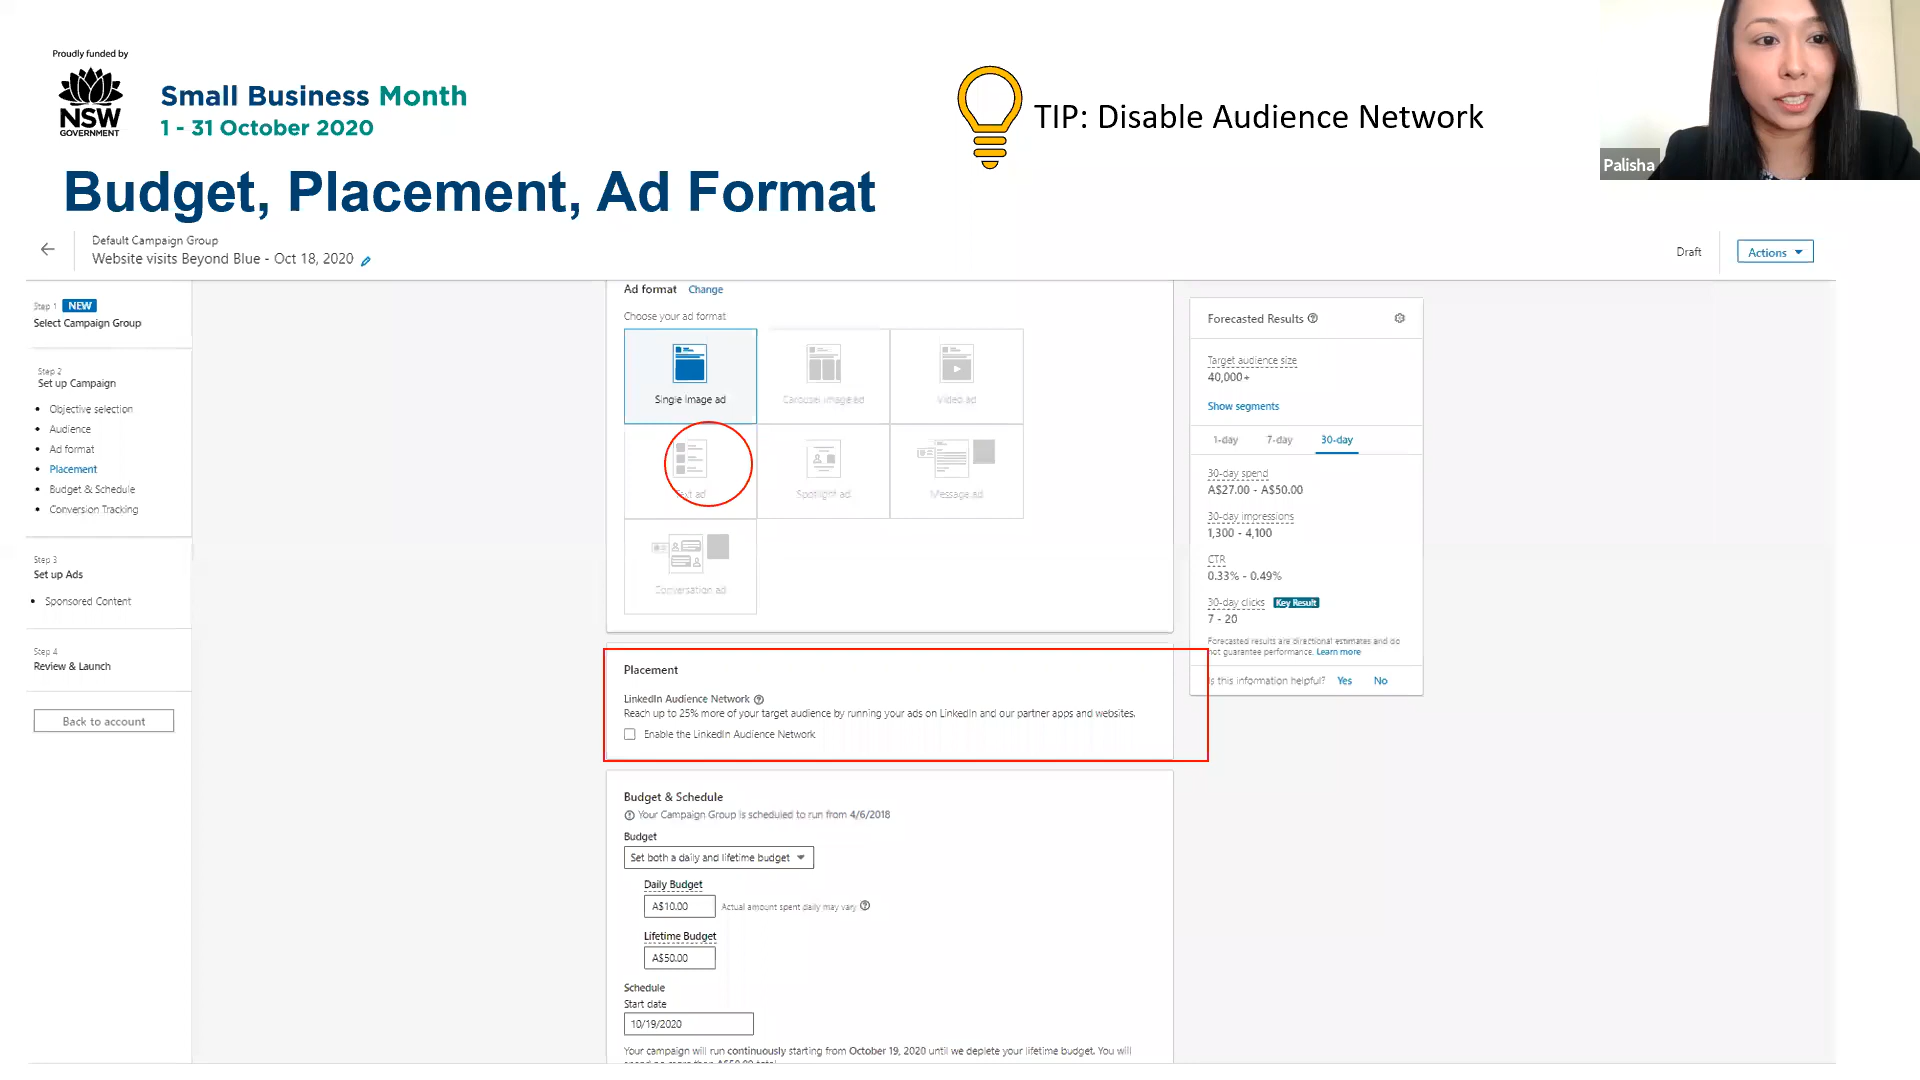 Proudly funded by
NSW
GOVERNMENT
Small Business Month
1 - 31 October 2020
TIP: Disable Audience Network
Palisha
Budget, Placement, Ad Format
Default Campaign Group
Website visits Beyond Blue - Oct 18, 2020
Draft
Actions
Step 1 NEW
Select Campaign Group
Step 2
Set up Campaign
• Objective selection
• Audience
• Ad format
• Placement
• Budget & Schedule
• Conversion Tracking
Step 3
Set up Ads
• Sponsored Content
Step 4
Review & Launch
Back to account
Ad format Change
Choose your ad format
Single image ad
Carousel image ad
Video ad
Text ad
Spotlight ad
Message ad
Conversation ad
Placement
LinkedIn Audience Network
Reach up to 25% more of your target audience by running your ads on LinkedIn and our partner apps and websites.
Enable the LinkedIn Audience Network
Budget & Schedule
Your Campaign Group is scheduled to run from 4/6/2018
Budget
Set both a daily and lifetime budget
Daily Budget
A$10.00 Actual amount spent daily may vary
Lifetime Budget
A$50.00
Schedule
Start date
10/19/2020
Your campaign will run continuously starting from October 19, 2020 until we deplete your lifetime budget. You will
Forecasted Results
Target audience size
40,000+
Show segments
1-day 7-day 30-day
30-day spend
A$27.00 - A$50.00
30-day impressions
1,300 - 4,100
CTR
0.33% - 0.49%
30-day clicks Key Result
7 - 20
Forecasted results are directional estimates and do
not guarantee performance. Learn more
Is this information helpful? Yes No